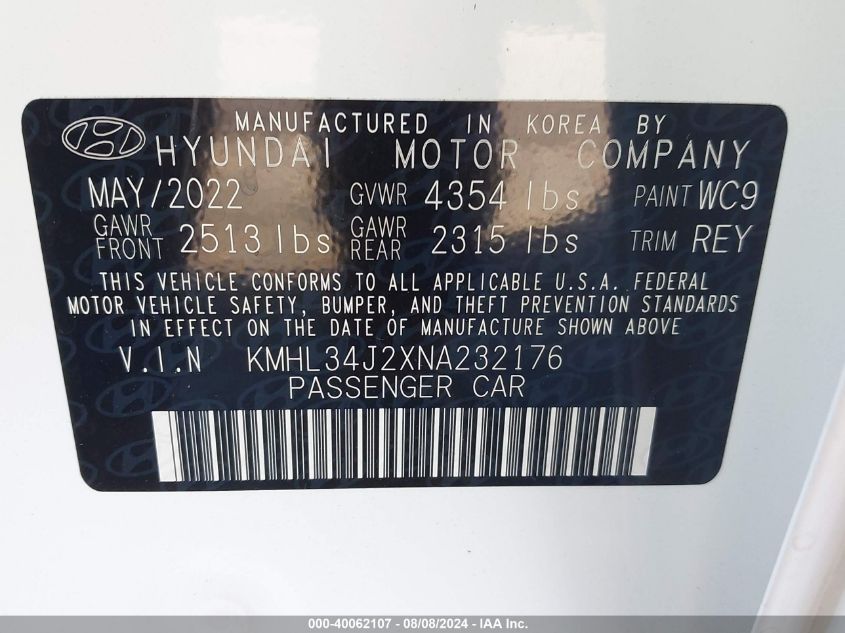 MANUFACTURED IN KOREA BY
HYUNDAI MOTOR COMPANY
MAY/2022 GVWR 4354 lbs PAINT WC9
GAWR FRONT 2513 lbs GAWR REAR 2315 lbs TRIM REY
THIS VEHICLE CONFORMS TO ALL APPLICABLE U.S.A. FEDERAL
MOTOR VEHICLE SAFETY, BUMPER, AND THEFT PREVENTION STANDARDS
IN EFFECT ON THE DATE OF MANUFACTURE SHOWN ABOVE
V.I.N KMHL34J2XNA232176
PASSENGER CAR
000-40062107 - 08/08/2024 - IAA Inc.